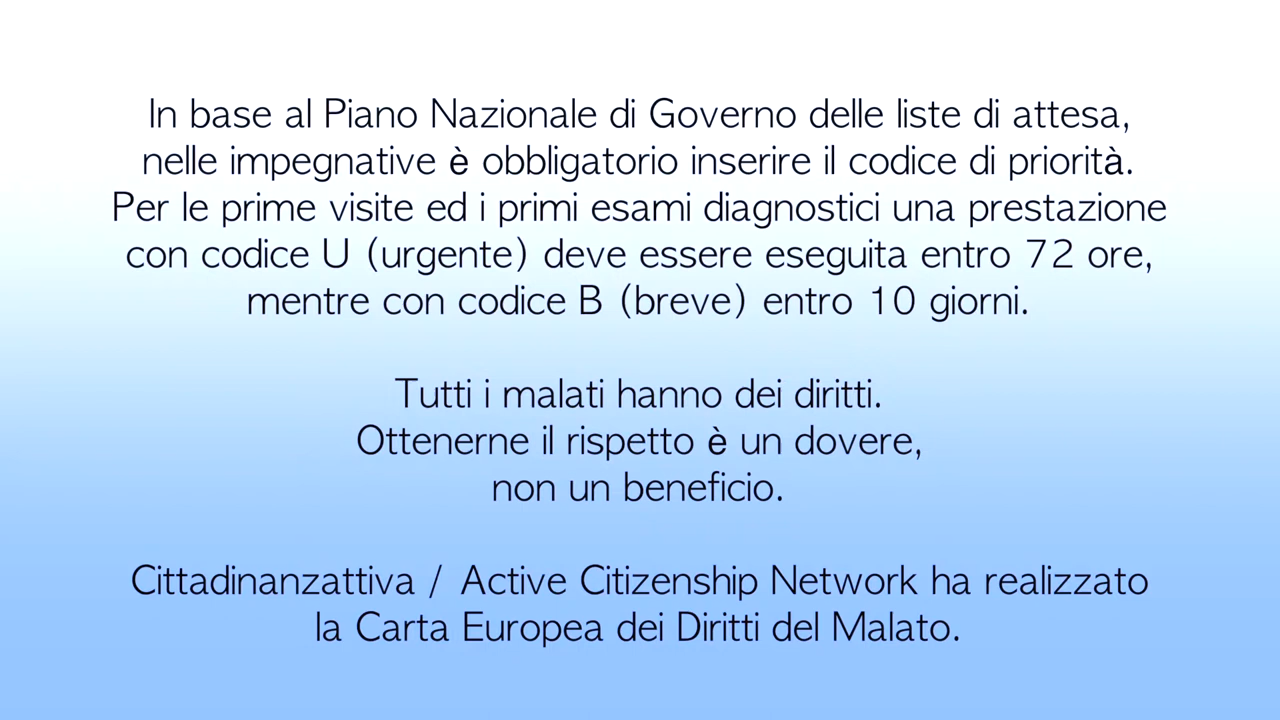 In base al Piano Nazionale di Governo delle liste di attesa,
nelle impegnative è obbligatorio inserire il codice di priorità.
Per le prime visite ed i primi esami diagnostici una prestazione
con codice U (urgente) deve essere eseguita entro 72 ore,
mentre con codice B (breve) entro 10 giorni.
Tutti i malati hanno dei diritti.
Ottenerne il rispetto è un dovere,
non un beneficio.
Cittadinanzattiva / Active Citizenship Network ha realizzato
la Carta Europea dei Diritti del Malato.